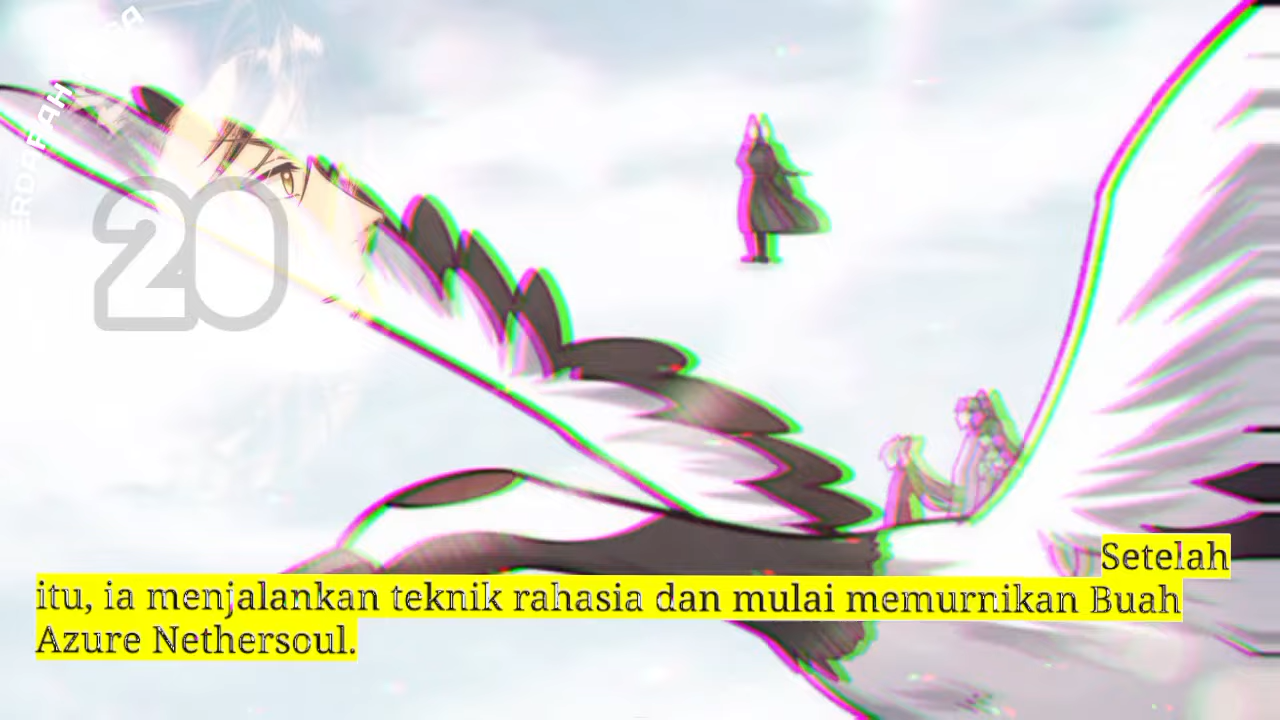 20
Setelah
itu, ia menjalankan teknik rahasia dan mulai memurnikan Buah
Azure Nethersoul.